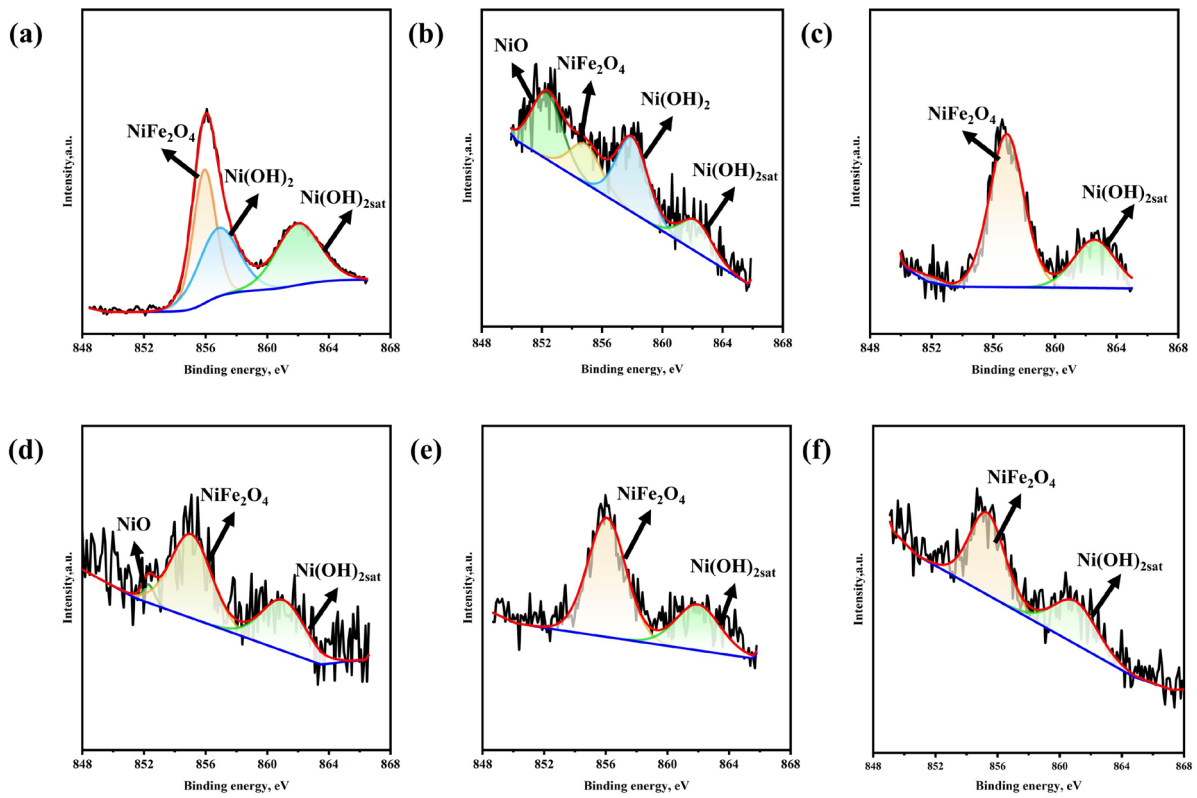 (a)
NiFe₂O₄
Ni(OH)₂
Ni(OH)₂sat
Intensity,a.u.
848 852 856 860 864 868
Binding energy, eV
(b)
NiO
NiFe₂O₄
Ni(OH)₂
Ni(OH)₂sat
Intensity,a.u.
848 852 856 860 864 868
Binding energy, eV
(c)
NiFe₂O₄
Ni(OH)₂sat
Intensity,a.u.
848 852 856 860 864 868
Binding energy, eV
(d)
NiO
NiFe₂O₄
Ni(OH)₂sat
Intensity,a.u.
848 852 856 860 864 868
Binding energy, eV
(e)
NiFe₂O₄
Ni(OH)₂sat
Intensity,a.u.
848 852 856 860 864 868
Binding energy, eV
(f)
NiFe₂O₄
Ni(OH)₂sat
Intensity,a.u.
848 852 856 860 864 868
Binding energy, eV